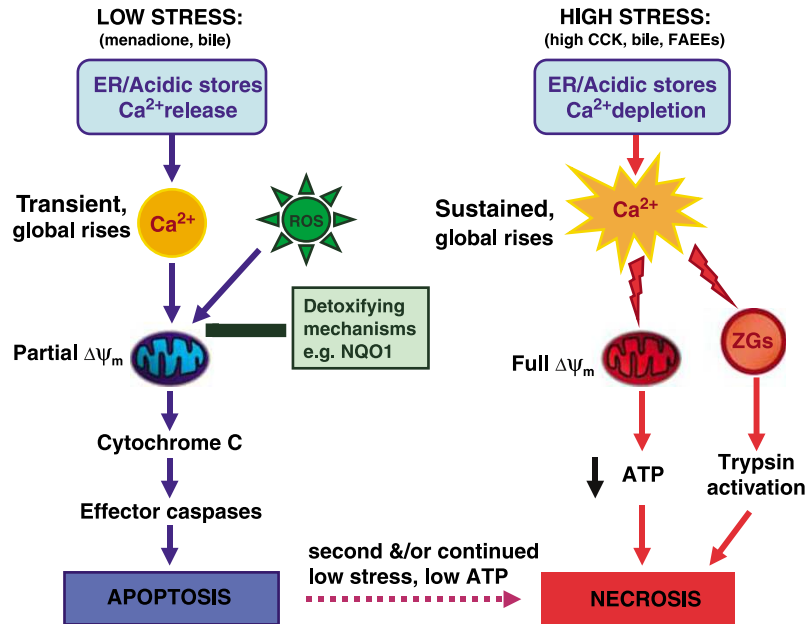 LOW STRESS:
(menadione, bile)
ER/Acidic stores
Ca²⁺release
Transient,
global rises
Ca²⁺
ROS
Detoxifying
mechanisms
e.g. NQO1
Partial ΔΨm
Cytochrome C
Effector caspases
APOPTOSIS
second &/or continued
low stress, low ATP
HIGH STRESS:
(high CCK, bile, FAEEs)
ER/Acidic stores
Ca²⁺depletion
Sustained,
global rises
Ca²⁺
Full ΔΨm
ZGs
ATP
Trypsin
activation
NECROSIS